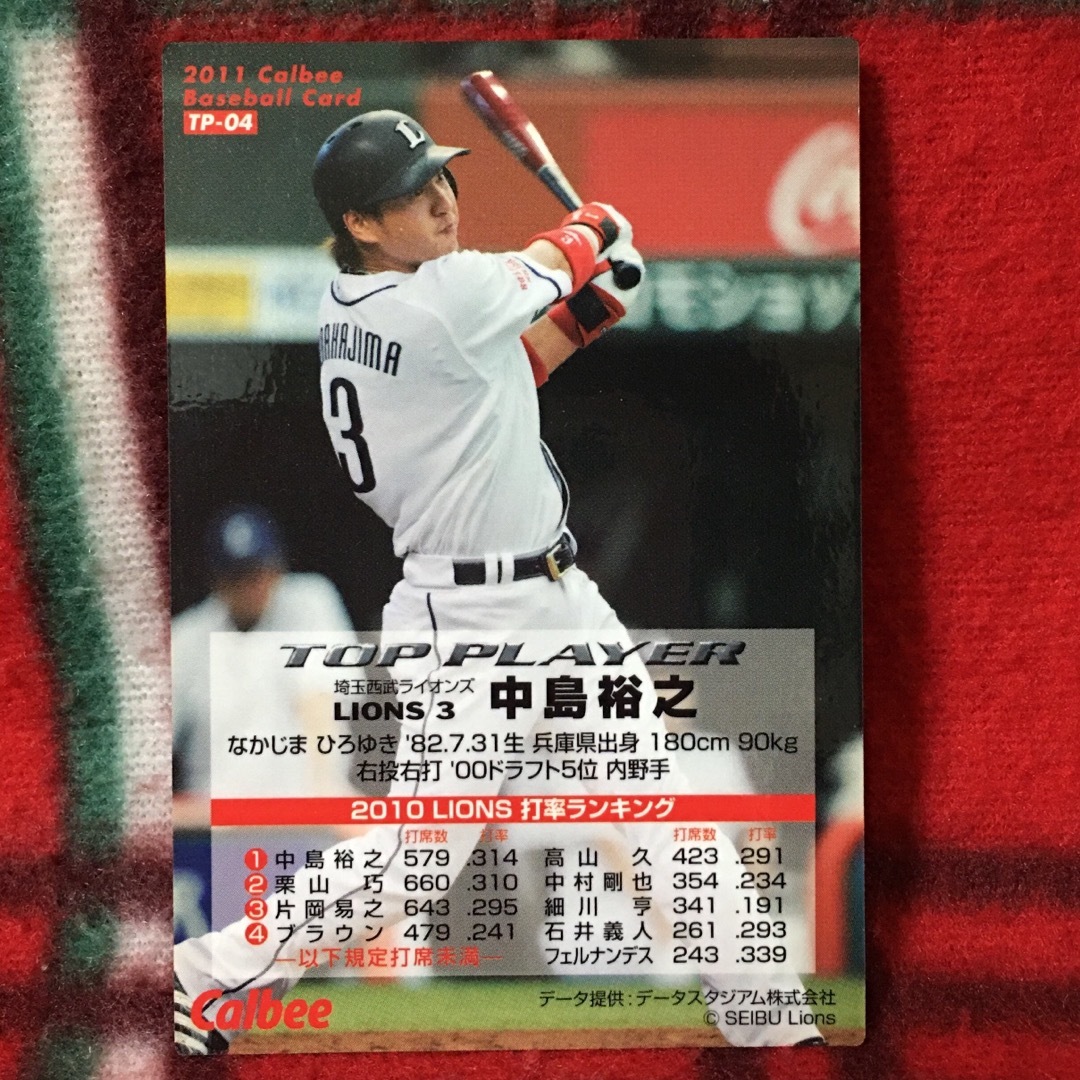 2011 Calbee
Baseball Card
TP-04
L
NAKAJIMA
3
TOP PLAYER
埼玉西武ライオンズ
LIONS 3 中島裕之
なかじま ひろゆき '82.7.31生 兵庫県出身 180cm 90kg
右投右打 '00ドラフト5位 内野手
2010 LIONS 打率ランキング
打席数 打率
1 中島裕之 579 .314
2 栗山 巧 660 .310
3 片岡易之 643 .295
4 ブラウン 479 .241
—以下規定打席未満—
打席数 打率
高山 久 423 .291
中村剛也 354 .234
細川 亨 341 .191
石井義人 261 .293
フェルナンデス 243 .339
Calbee
データ提供：データスタジアム株式会社
© SEIBU Lions